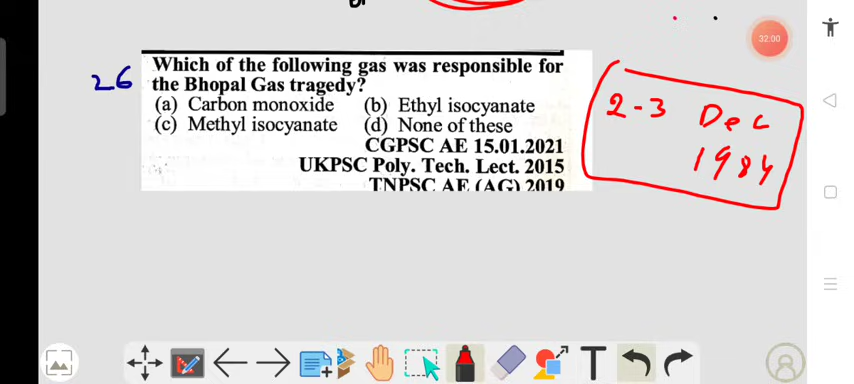 32:00
26
Which of the following gas was responsible for
the Bhopal Gas tragedy?
(a) Carbon monoxide (b) Ethyl isocyanate
(c) Methyl isocyanate (d) None of these
CGPSC AE 15.01.2021
UKPSC Poly. Tech. Lect. 2015
TNPSC AE (AG) 2019
2-3 Dec
1984
T